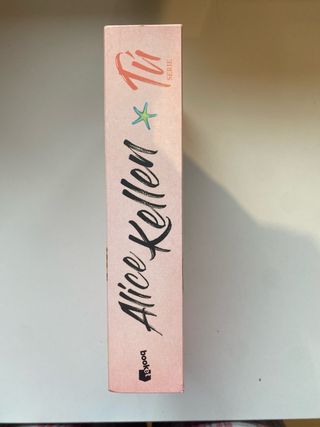 Alice Kellen
Tú
SERIE
booket